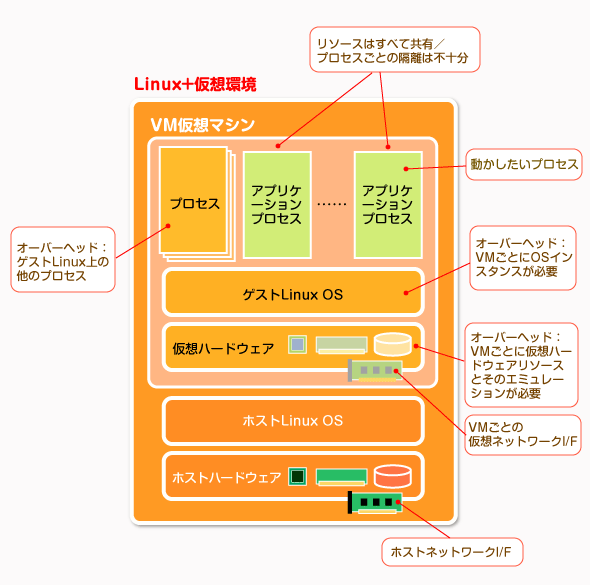 リソースはすべて共有／
プロセスごとの隔離は不十分
Linux+仮想環境
VM仮想マシン
プロセス
アプリケ
ーション
プロセス
……
アプリケ
ーション
プロセス
動かしたいプロセス
オーバーヘッド：
ゲストLinux上の
他のプロセス
オーバーヘッド：
VMごとにOSイン
スタンスが必要
ゲストLinux OS
仮想ハードウェア
オーバーヘッド：
VMごとに仮想ハー
ドウェアリソース
とそのエミュレー
ションが必要
VMごとの
仮想ネットワークI/F
ホストLinux OS
ホストハードウェア
ホストネットワークI/F